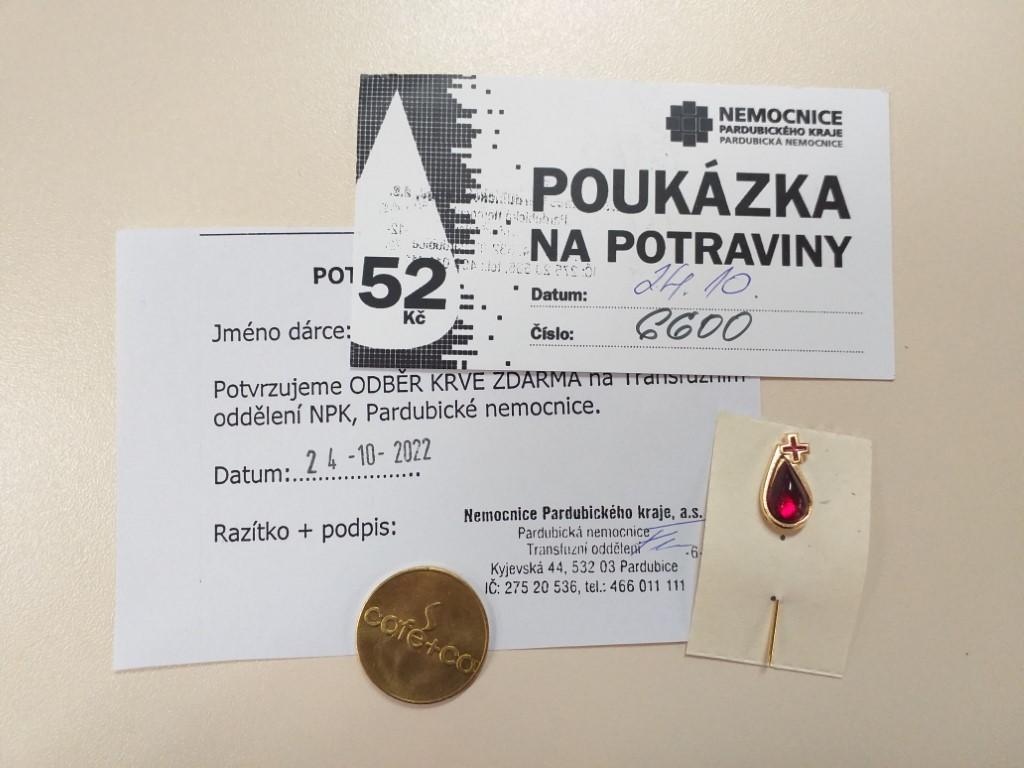 NEMOCNICE
PARDUBICKÉHO KRAJE
PARDUBICKÁ NEMOCNICE
POUKÁZKA
NA POTRAVINY
52
Kč
Datum: 24.10.
Číslo: 6600
POT
Jméno dárce:
Potvrzujeme ODBĚR KRVE ZDARMA na Transfuzním
oddělení NPK, Pardubické nemocnice.
Datum: 24 -10- 2022
Razítko + podpis:
Nemocnice Pardubického kraje, a.s.
Pardubická nemocnice
Transfuzní oddělení -6-
Kyjevská 44, 532 03 Pardubice
IČ: 275 20 536, tel.: 466 011 111
cafe+co